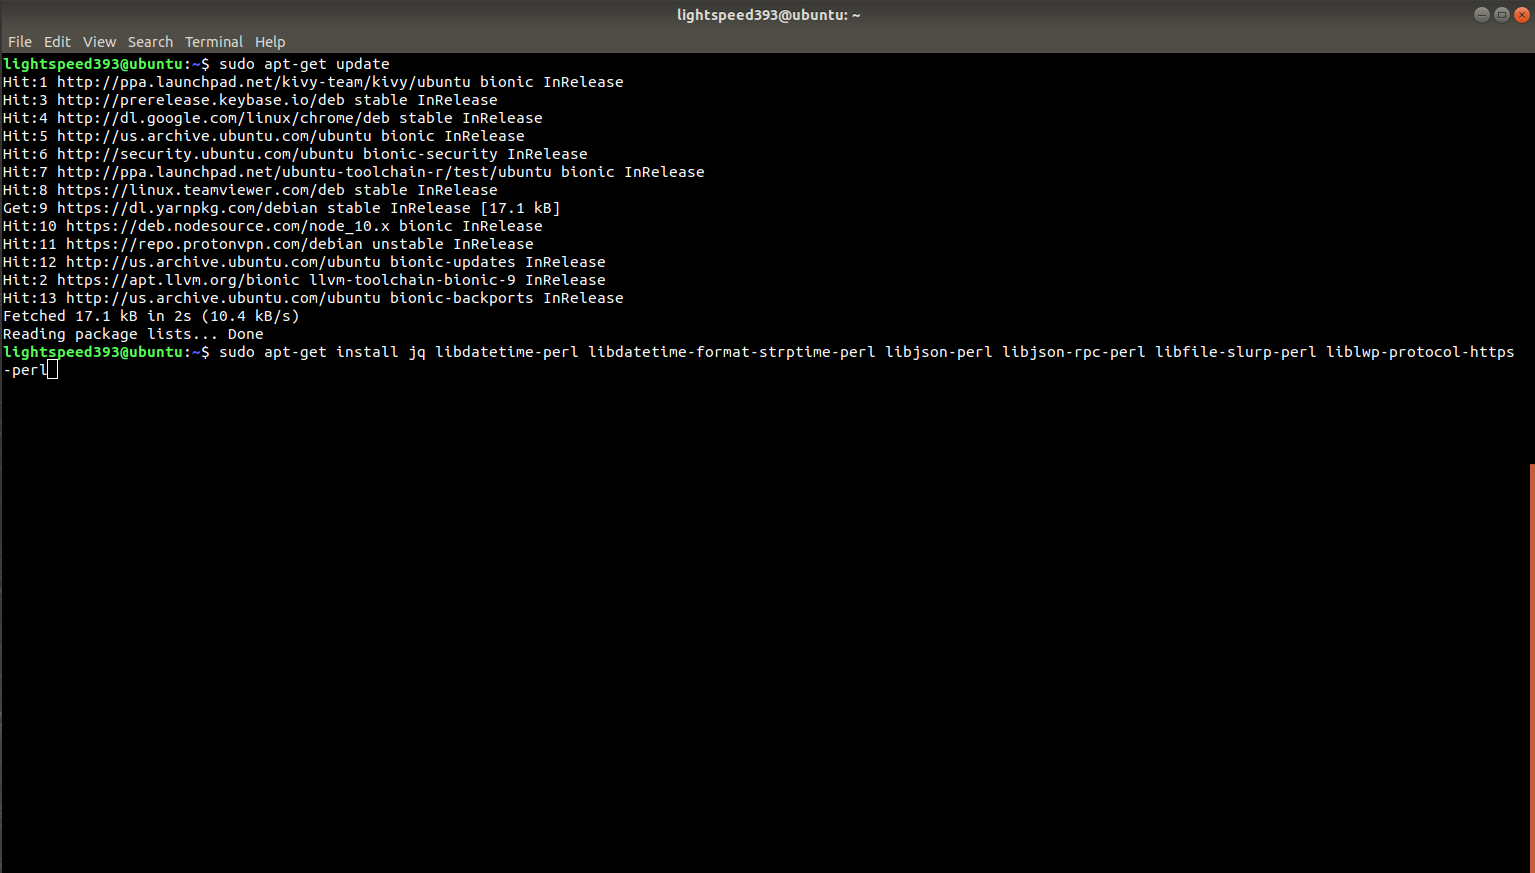 lightspeed393@ubuntu: ~
File Edit View Search Terminal Help
lightspeed393@ubuntu:~$ sudo apt-get update
Hit:1 http://ppa.launchpad.net/kivy-team/kivy/ubuntu bionic InRelease
Hit:3 http://prerelease.keybase.io/deb stable InRelease
Hit:4 http://dl.google.com/linux/chrome/deb stable InRelease
Hit:5 http://us.archive.ubuntu.com/ubuntu bionic InRelease
Hit:6 http://security.ubuntu.com/ubuntu bionic-security InRelease
Hit:7 http://ppa.launchpad.net/ubuntu-toolchain-r/test/ubuntu bionic InRelease
Hit:8 https://linux.teamviewer.com/deb stable InRelease
Get:9 https://dl.yarnpkg.com/debian stable InRelease [17.1 kB]
Hit:10 https://deb.nodesource.com/node_10.x bionic InRelease
Hit:11 https://repo.protonvpn.com/debian unstable InRelease
Hit:12 http://us.archive.ubuntu.com/ubuntu bionic-updates InRelease
Hit:2 https://apt.llvm.org/bionic llvm-toolchain-bionic-9 InRelease
Hit:13 http://us.archive.ubuntu.com/ubuntu bionic-backports InRelease
Fetched 17.1 kB in 2s (10.4 kB/s)
Reading package lists... Done
lightspeed393@ubuntu:~$ sudo apt-get install jq libdatetime-perl libdatetime-format-strptime-perl libjson-perl libjson-rpc-perl libfile-slurp-perl liblwp-protocol-https
-perl